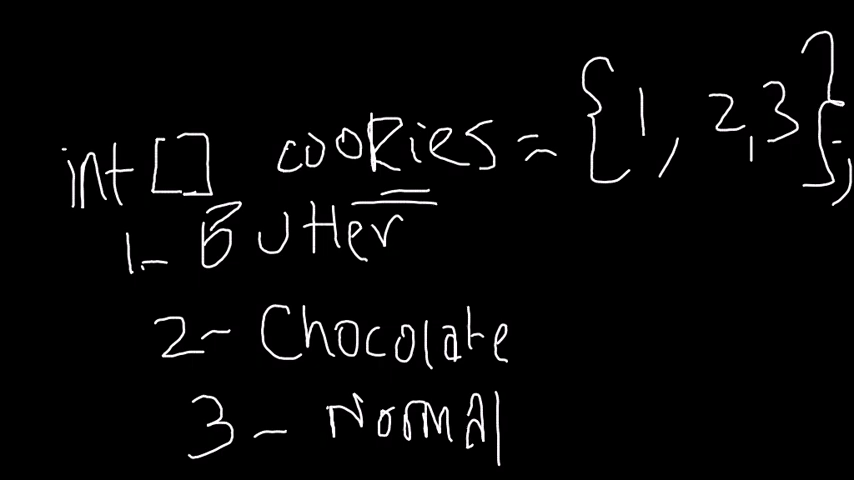 int [] cookies = {1, 2,3};
1- Butter
2- Chocolate
3- Normal